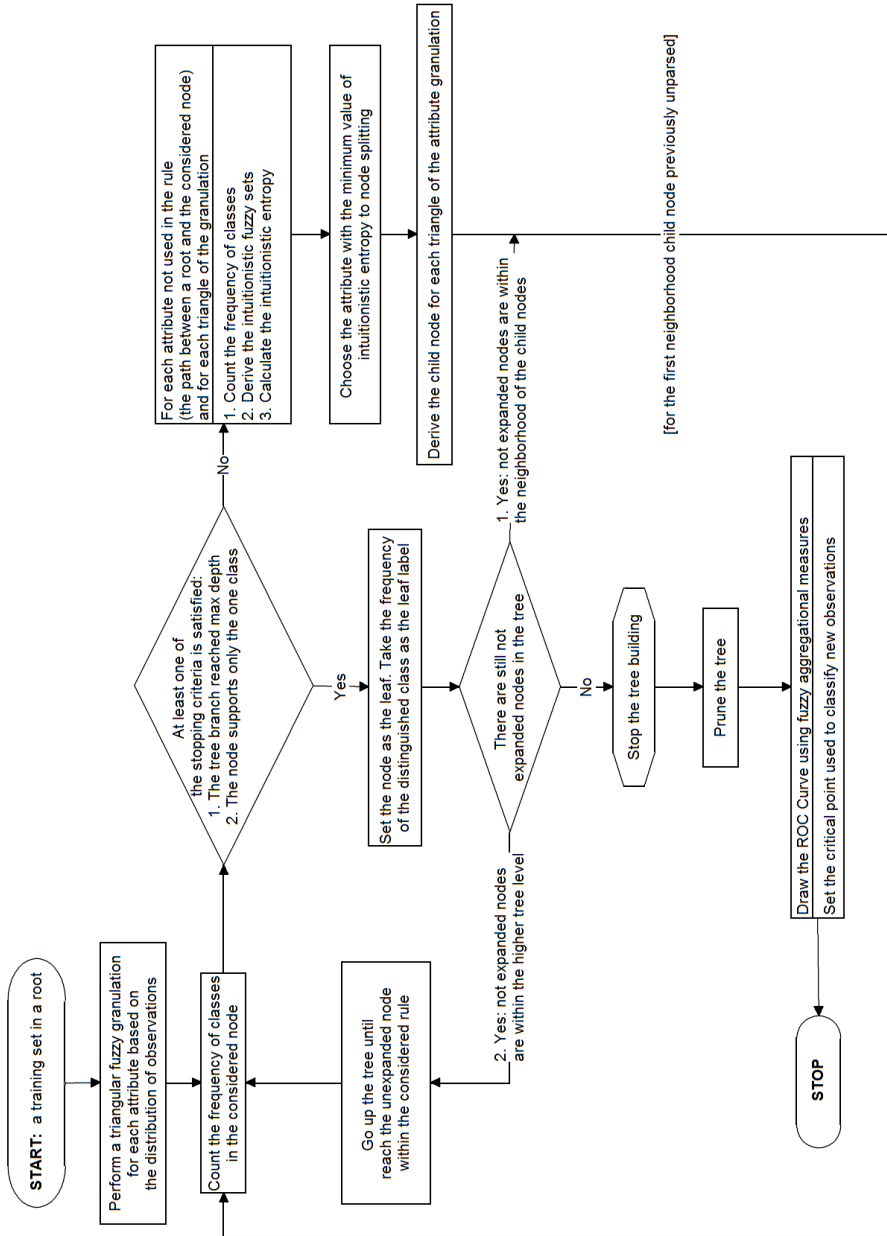 START: a training set in a root
Perform a triangular fuzzy granulation
for each attribute based on
the distribution of observations
Count the frequency of classes
in the considered node
At least one of
the stopping criteria is satisfied:
1. The tree branch reached max depth
2. The node supports only the one class
No
For each attribute not used in the rule
(the path between a root and the considered node)
and for each triangle of the granulation
1. Count the frequency of classes
2. Derive the intuitionistic fuzzy sets
3. Calculate the intuitionistic entropy
Choose the attribute with the minimum value of
intuitionistic entropy to node splitting
Derive the child node for each triangle of the attribute granulation
Yes
Set the node as the leaf. Take the frequency
of the distinguished class as the leaf label
There are still not
expanded nodes in the tree
1. Yes: not expanded nodes are within
the neighborhood of the child nodes
2. Yes: not expanded nodes
are within the higher tree level
Go up the tree until
reach the unexpanded node
within the considered rule
[for the first neighborhood child node previously unparsed]
No
Stop the tree building
Prune the tree
Draw the ROC Curve using fuzzy aggregational measures
Set the critical point used to classify new observations
STOP